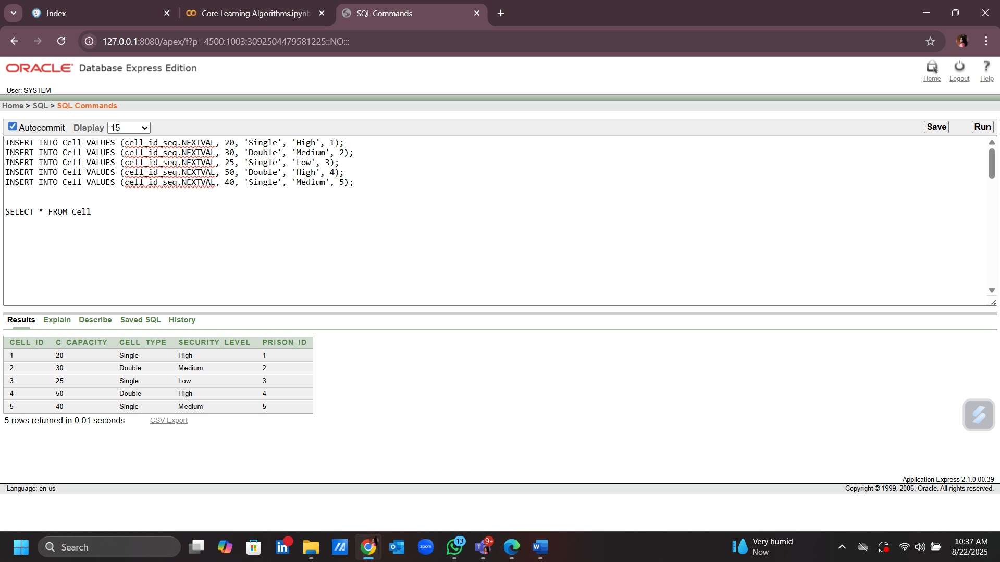 Index
Core Learning Algorithms.ipynb
SQL Commands
127.0.0.1:8080/apex/f?p=4500:1003:3092504479581225::NO:::
ORACLE Database Express Edition
Home Logout Help
User: SYSTEM
Home > SQL > SQL Commands
Autocommit Display 15 Save Run
INSERT INTO Cell VALUES (cell_id_seq.NEXTVAL, 20, 'Single', 'High', 1);
INSERT INTO Cell VALUES (cell_id_seq.NEXTVAL, 30, 'Double', 'Medium', 2);
INSERT INTO Cell VALUES (cell_id_seq.NEXTVAL, 25, 'Single', 'Low', 3);
INSERT INTO Cell VALUES (cell_id_seq.NEXTVAL, 50, 'Double', 'High', 4);
INSERT INTO Cell VALUES (cell_id_seq.NEXTVAL, 40, 'Single', 'Medium', 5);
SELECT * FROM Cell
Results Explain Describe Saved SQL History
CELL_ID C_CAPACITY CELL_TYPE SECURITY_LEVEL PRISON_ID
1 20 Single High 1
2 30 Double Medium 2
3 25 Single Low 3
4 50 Double High 4
5 40 Single Medium 5
5 rows returned in 0.01 seconds CSV Export
Application Express 2.1.0.00.39
Language: en-us Copyright © 1999, 2006, Oracle. All rights reserved.
Search
zoom
13
9+
Very humid
Now
10:37 AM
8/22/2025